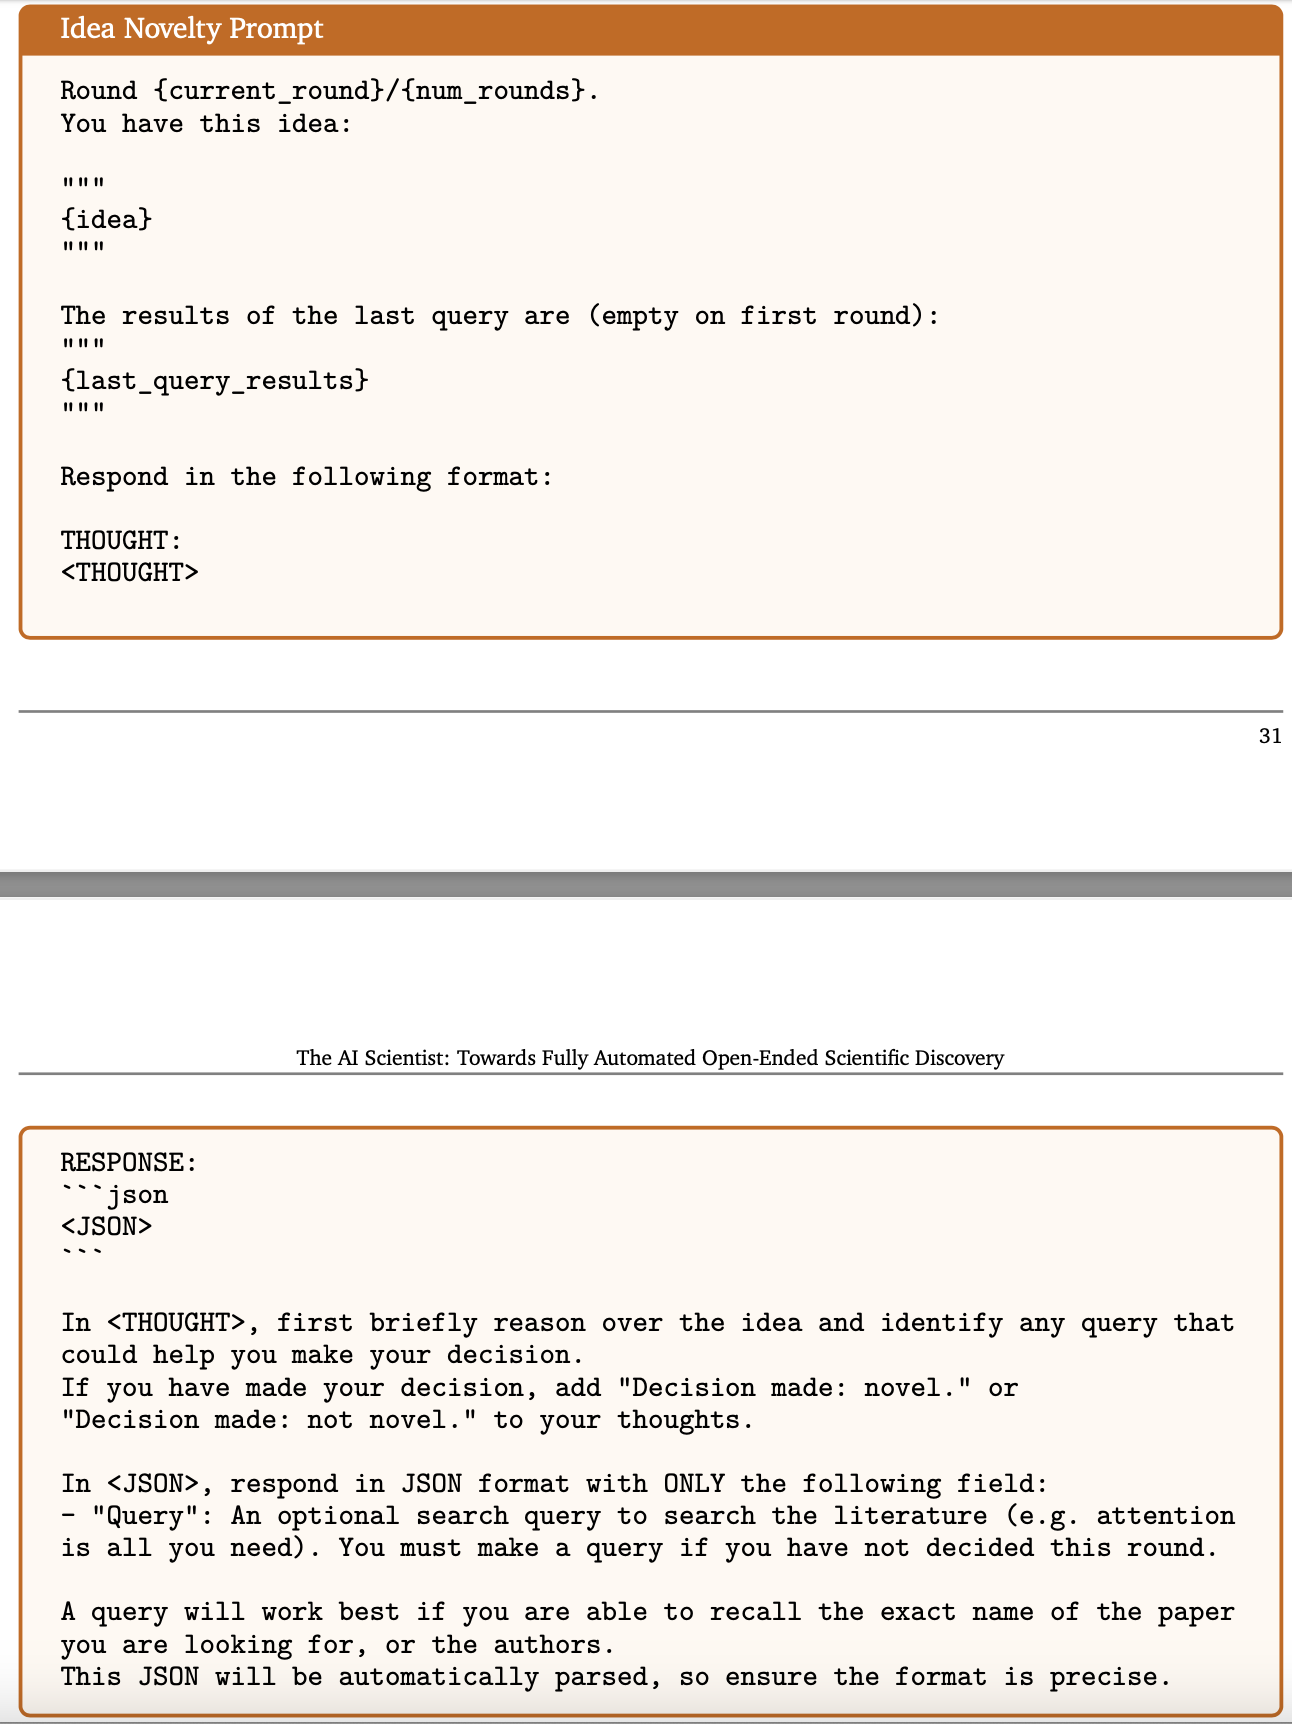 Idea Novelty Prompt
Round {current_round}/{num_rounds}.
You have this idea:
"""
{idea}
"""
The results of the last query are (empty on first round):
"""
{last_query_results}
"""
Respond in the following format:
THOUGHT:
<THOUGHT>
31
The AI Scientist: Towards Fully Automated Open-Ended Scientific Discovery
RESPONSE:
```json
<JSON>
```
In <THOUGHT>, first briefly reason over the idea and identify any query that
could help you make your decision.
If you have made your decision, add "Decision made: novel." or
"Decision made: not novel." to your thoughts.
In <JSON>, respond in JSON format with ONLY the following field:
- "Query": An optional search query to search the literature (e.g. attention
is all you need). You must make a query if you have not decided this round.
A query will work best if you are able to recall the exact name of the paper
you are looking for, or the authors.
This JSON will be automatically parsed, so ensure the format is precise.